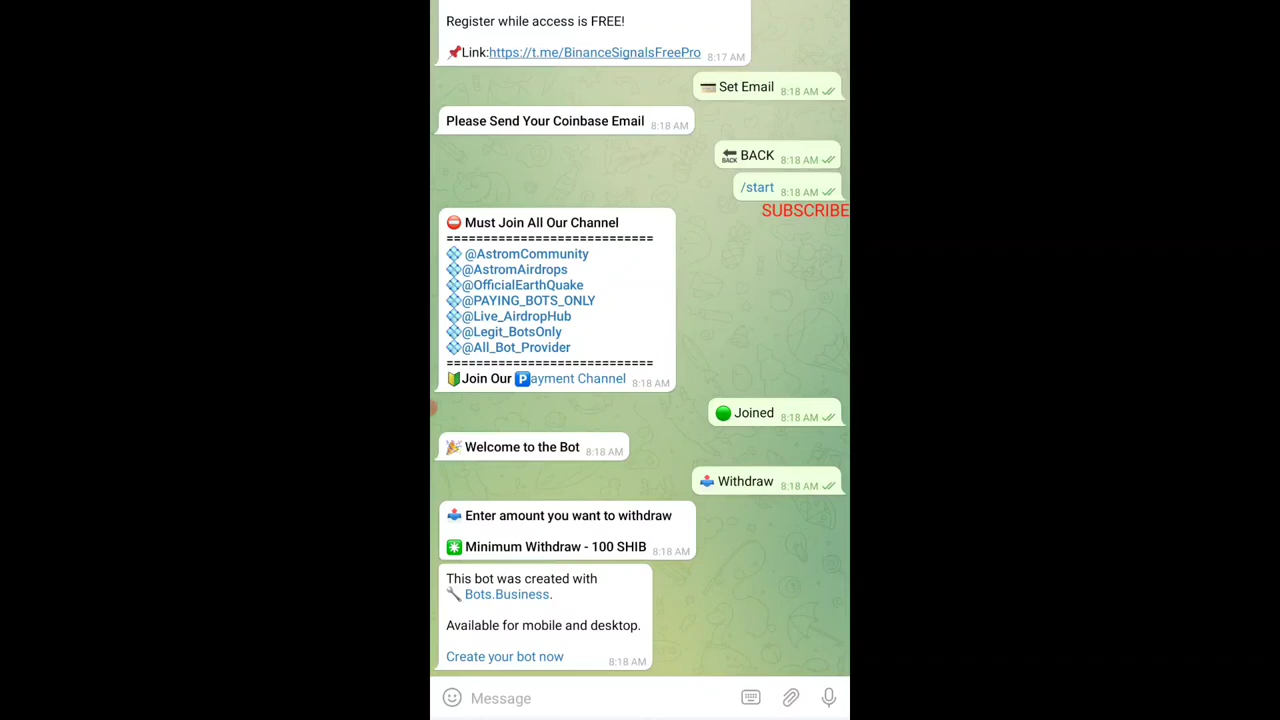 Register while access is FREE!
📌Link:https://t.me/BinanceSignalsFreePro 8:17 AM
Set Email 8:18 AM
Please Send Your Coinbase Email 8:18 AM
🔙 BACK 8:18 AM
/start 8:18 AM
SUBSCRIBE
⛔ Must Join All Our Channel
===========================
💠 @AstromCommunity
💠@AstromAirdrops
💠@OfficialEarthQuake
💠@PAYING_BOTS_ONLY
💠@Live_AirdropHub
💠@Legit_BotsOnly
💠@All_Bot_Provider
===========================
🔰Join Our 🅿ayment Channel 8:18 AM
🟢 Joined 8:18 AM
🎉 Welcome to the Bot 8:18 AM
📤 Withdraw 8:18 AM
📤 Enter amount you want to withdraw
✳️ Minimum Withdraw - 100 SHIB 8:18 AM
This bot was created with
🔧 Bots.Business.
Available for mobile and desktop.
Create your bot now 8:18 AM
Message